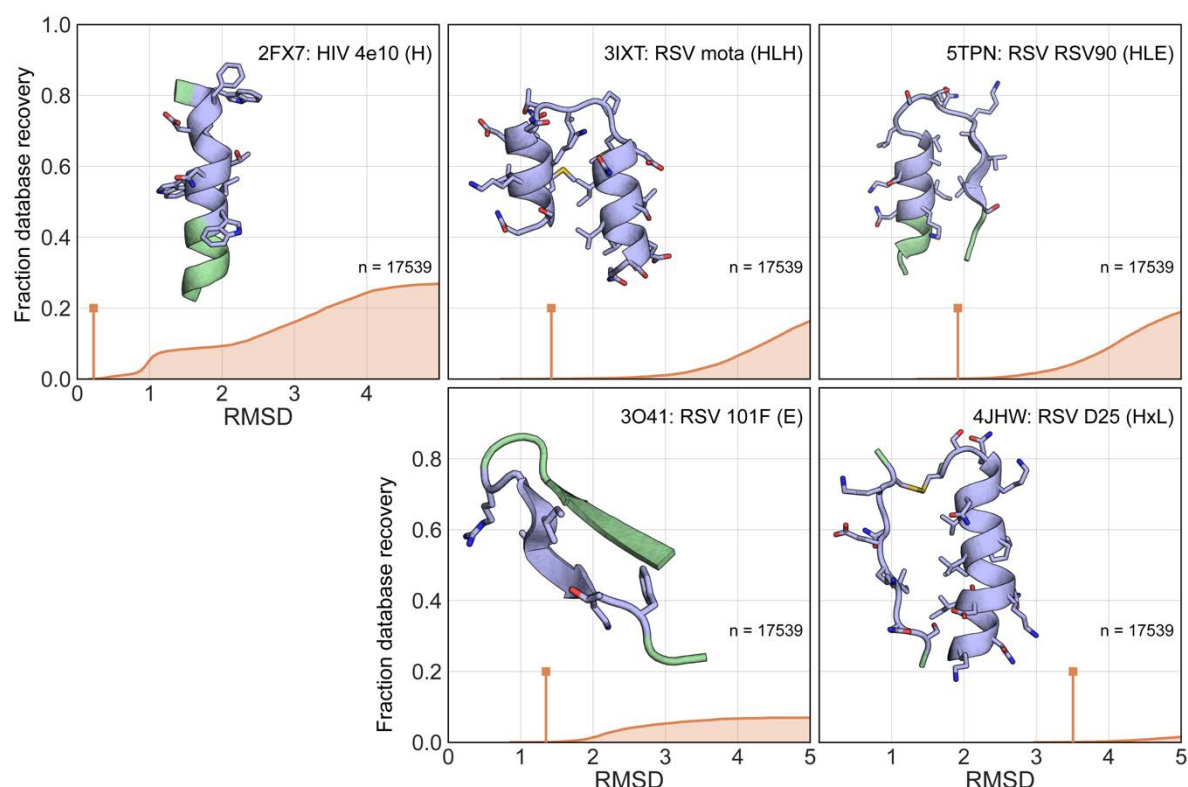 Fraction database recovery
1.0
0.8
0.6
0.4
0.2
0.0
2FX7: HIV 4e10 (H)
n = 17539
0 1 2 3 4
RMSD
3IXT: RSV mota (HLH)
n = 17539
5TPN: RSV RSV90 (HLE)
n = 17539
Fraction database recovery
0.8
0.6
0.4
0.2
0.0
3O41: RSV 101F (E)
n = 17539
0 1 2 3 4
RMSD
4JHW: RSV D25 (HxL)
n = 17539
0 1 2 3 4 5
RMSD